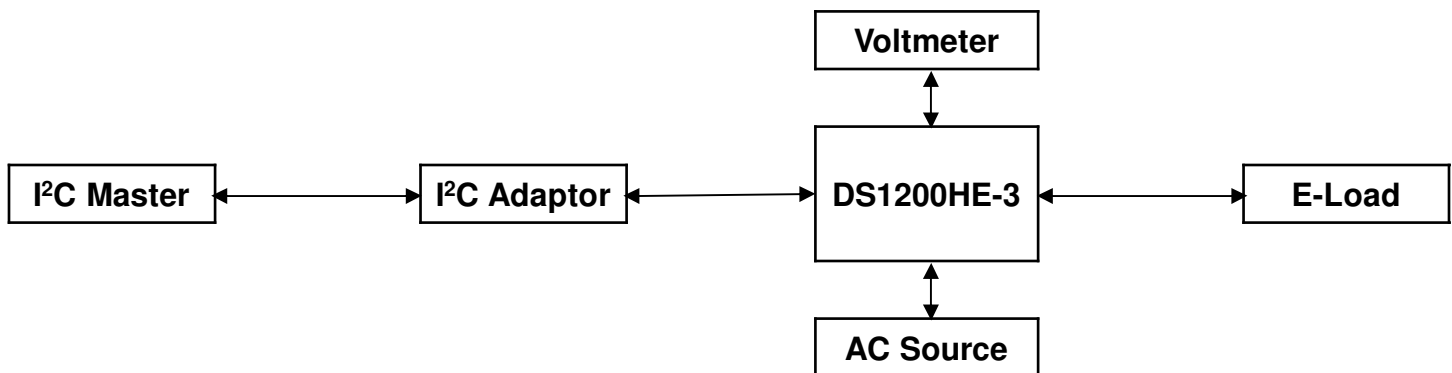 Voltmeter
I²C Master
I²C Adaptor
DS1200HE-3
E-Load
AC Source